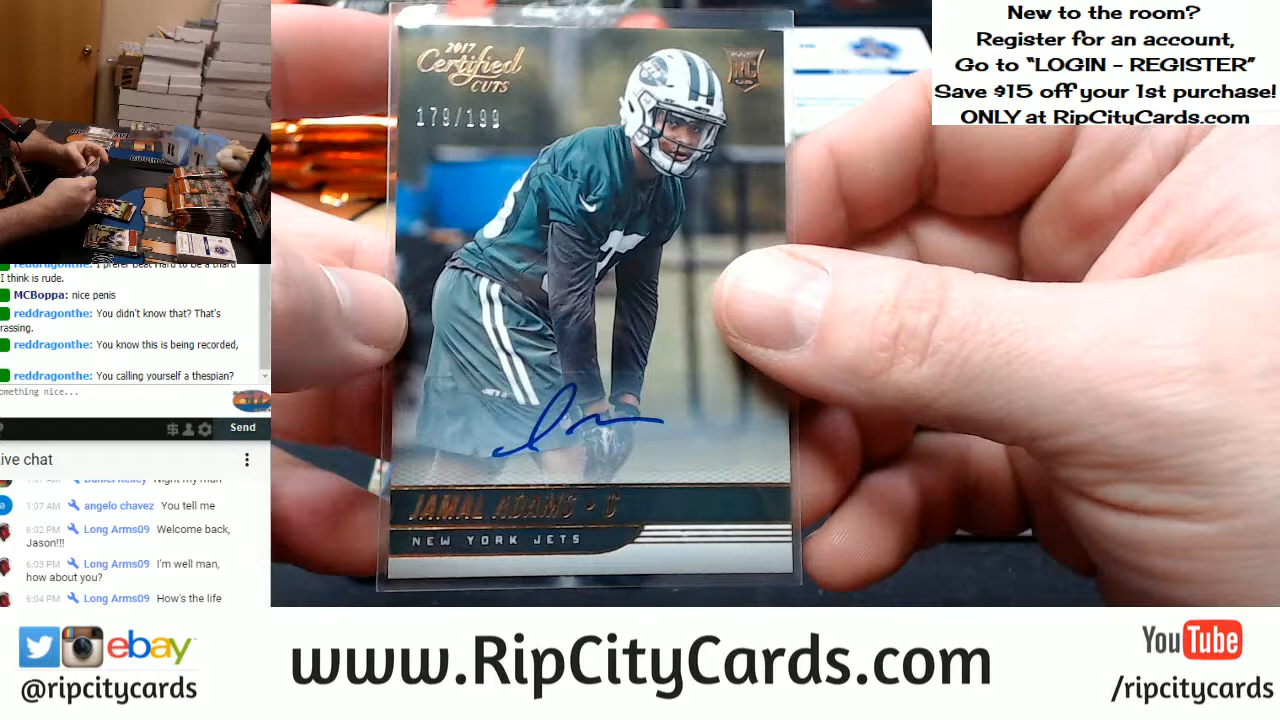 New to the room?
Register for an account,
Go to “LOGIN - REGISTER”
Save $15 off your 1st purchase!
ONLY at RipCityCards.com
2017
Certified
CUTS
RC
179/199
JAMAL ADAMS • S
NEW YORK JETS
I think is rude.
MCBoppa: nice penis
reddragonthe: You didn't know that? That's
rassing.
reddragonthe: You know this is being recorded,
reddragonthe: You calling yourself a thespian?
omething nice...
Send
ive chat
Night my man
1:07 AM angelo chavez You tell me
6:02 PM Long Arms09 Welcome back,
Jason!!!
6:03 PM Long Arms09 I'm well man,
how about you?
6:04 PM Long Arms09 How's the life
ebay
@ripcitycards
www.RipCityCards.com
YouTube
/ripcitycards